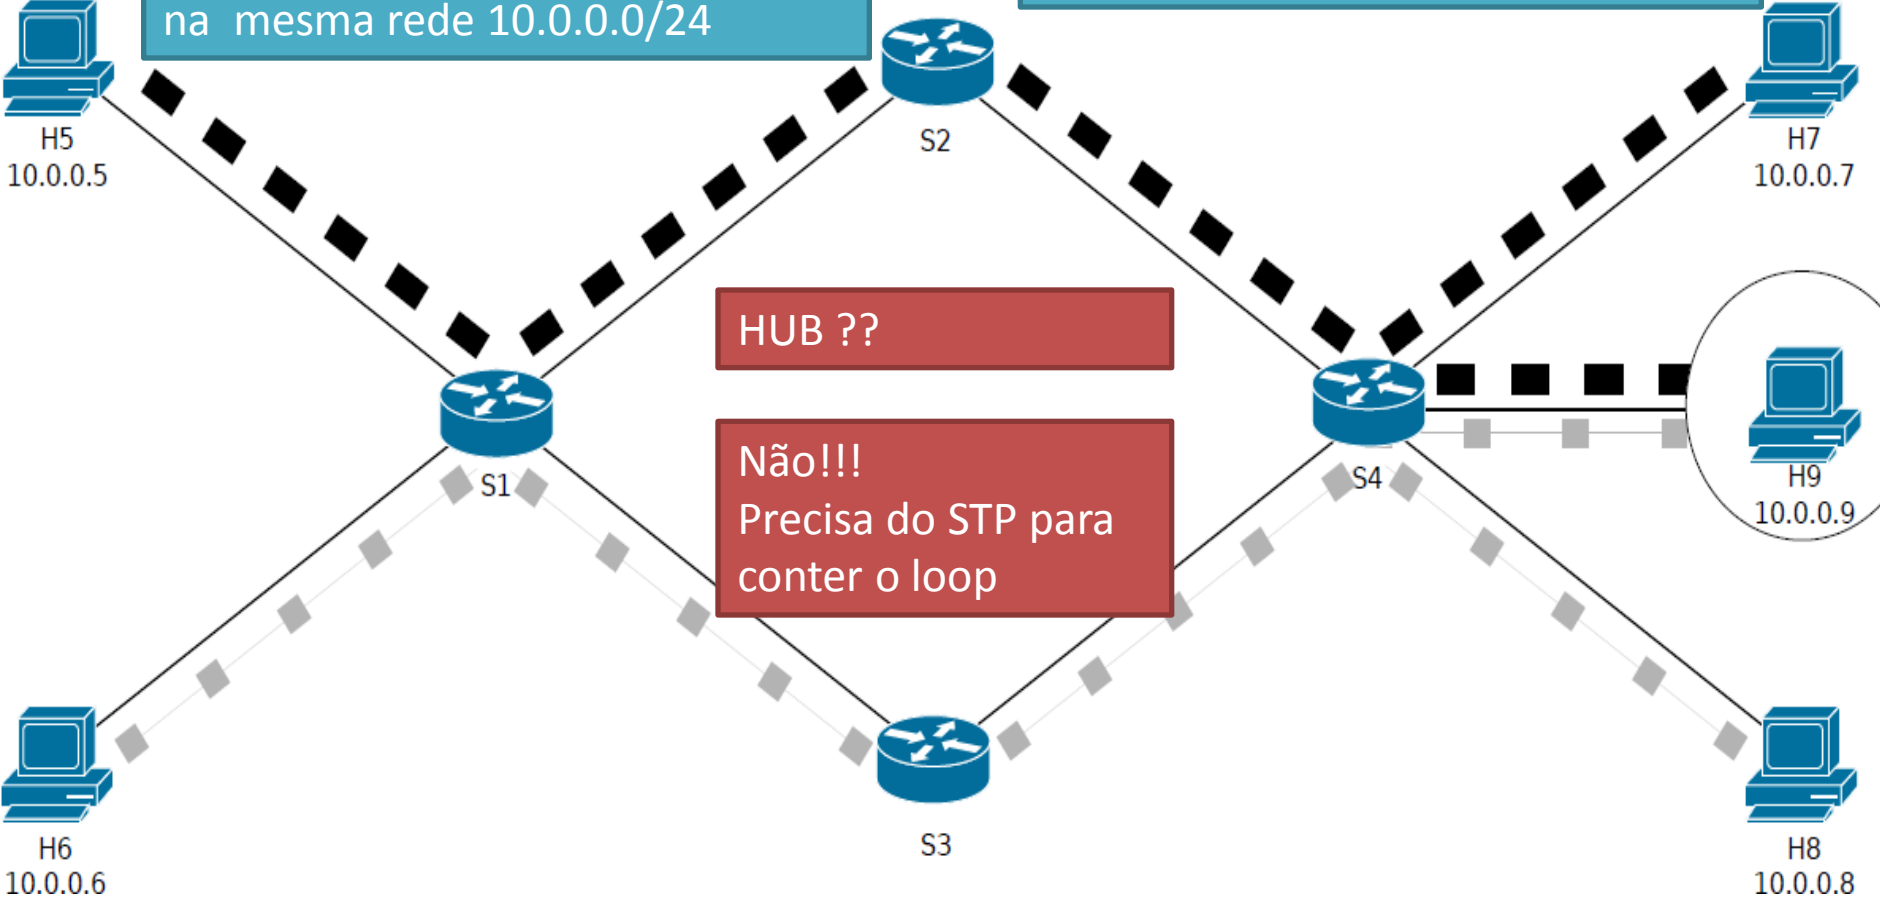 na mesma rede 10.0.0.0/24
H5
10.0.0.5
S2
H7
10.0.0.7
HUB ??
Não!!!
Precisa do STP para
conter o loop
S1
S4
H9
10.0.0.9
H6
10.0.0.6
S3
H8
10.0.0.8